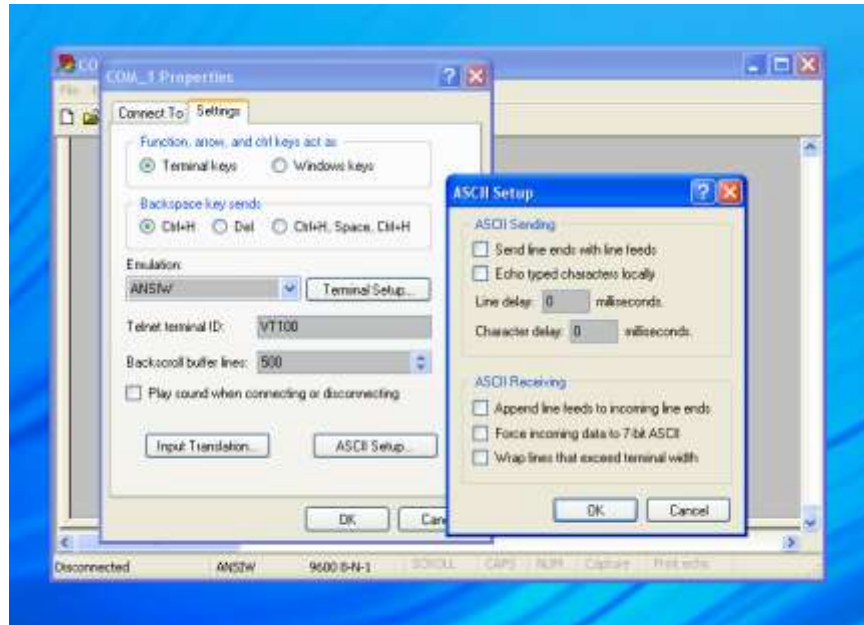 CO
COM_1 Properties
Connect To
Settings
Function, arrow, and ctrl keys act as
Terminal keys
Windows keys
Backspace key sends
Ctrl+H
Del
Ctrl+H, Space, Ctrl+H
Emulation:
ANSIW
Terminal Setup...
Telnet terminal ID:
VT100
Backscroll buffer lines:
500
Play sound when connecting or disconnecting
Input Translation...
ASCII Setup...
OK
Can
ASCII Setup
ASCII Sending
Send line ends with line feeds
Echo typed characters locally
Line delay: 0 milliseconds.
Character delay: 0 milliseconds.
ASCII Receiving
Append line feeds to incoming line ends
Force incoming data to 7-bit ASCII
Wrap lines that exceed terminal width
OK
Cancel
Disconnected
ANSIW
9600 8-N-1
SCROLL
CAPS
NUM
Capture
Print echo